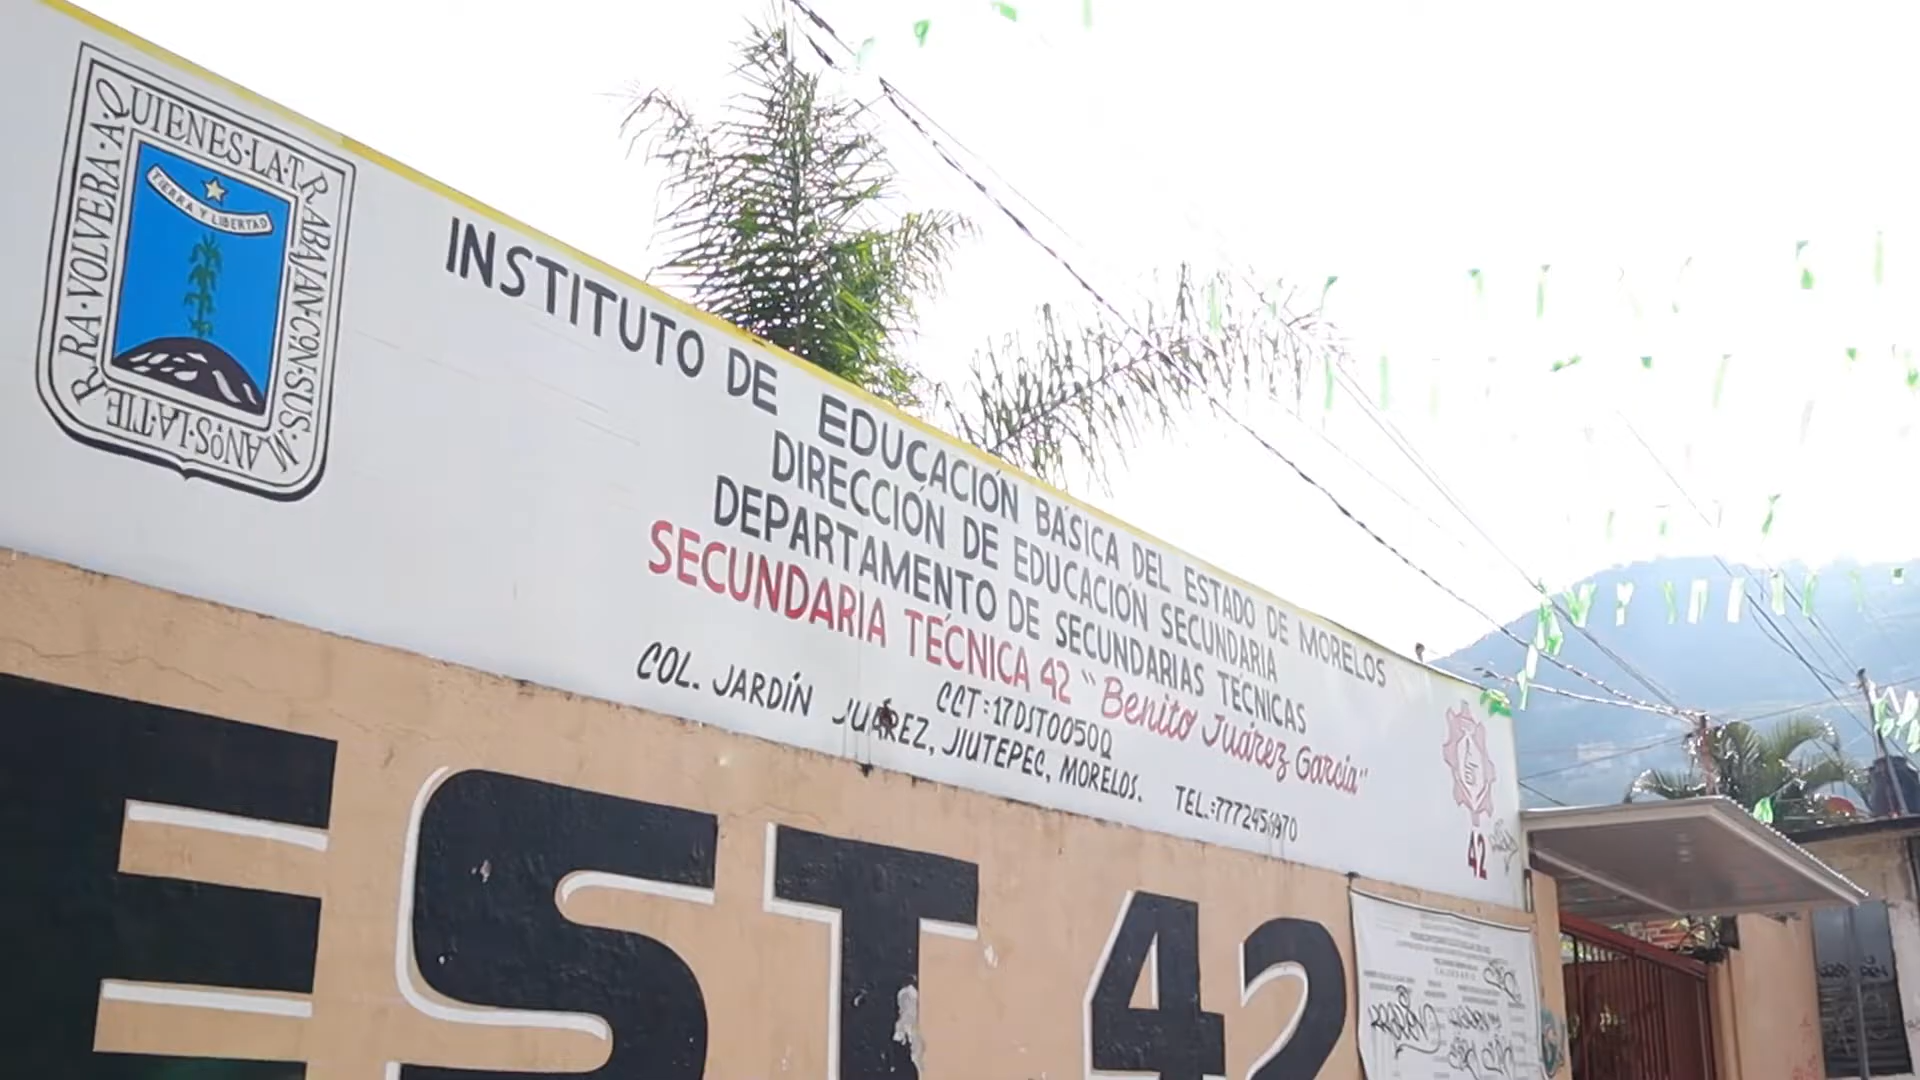 LA TIERRA VOLVERA A QUIENES LA TRABAJAN CON SUS MANOS
TIERRA Y LIBERTAD
INSTITUTO DE EDUCACIÓN BÁSICA DEL ESTADO DE MORELOS
DIRECCIÓN DE EDUCACIÓN SECUNDARIA
DEPARTAMENTO DE SECUNDARIAS TÉCNICAS
SECUNDARIA TÉCNICA 42 "Benito Juárez García"
CCT:17DST0050Q
COL. JARDÍN JUÁREZ, JIUTEPEC, MORELOS. TEL.:
42
EST 42